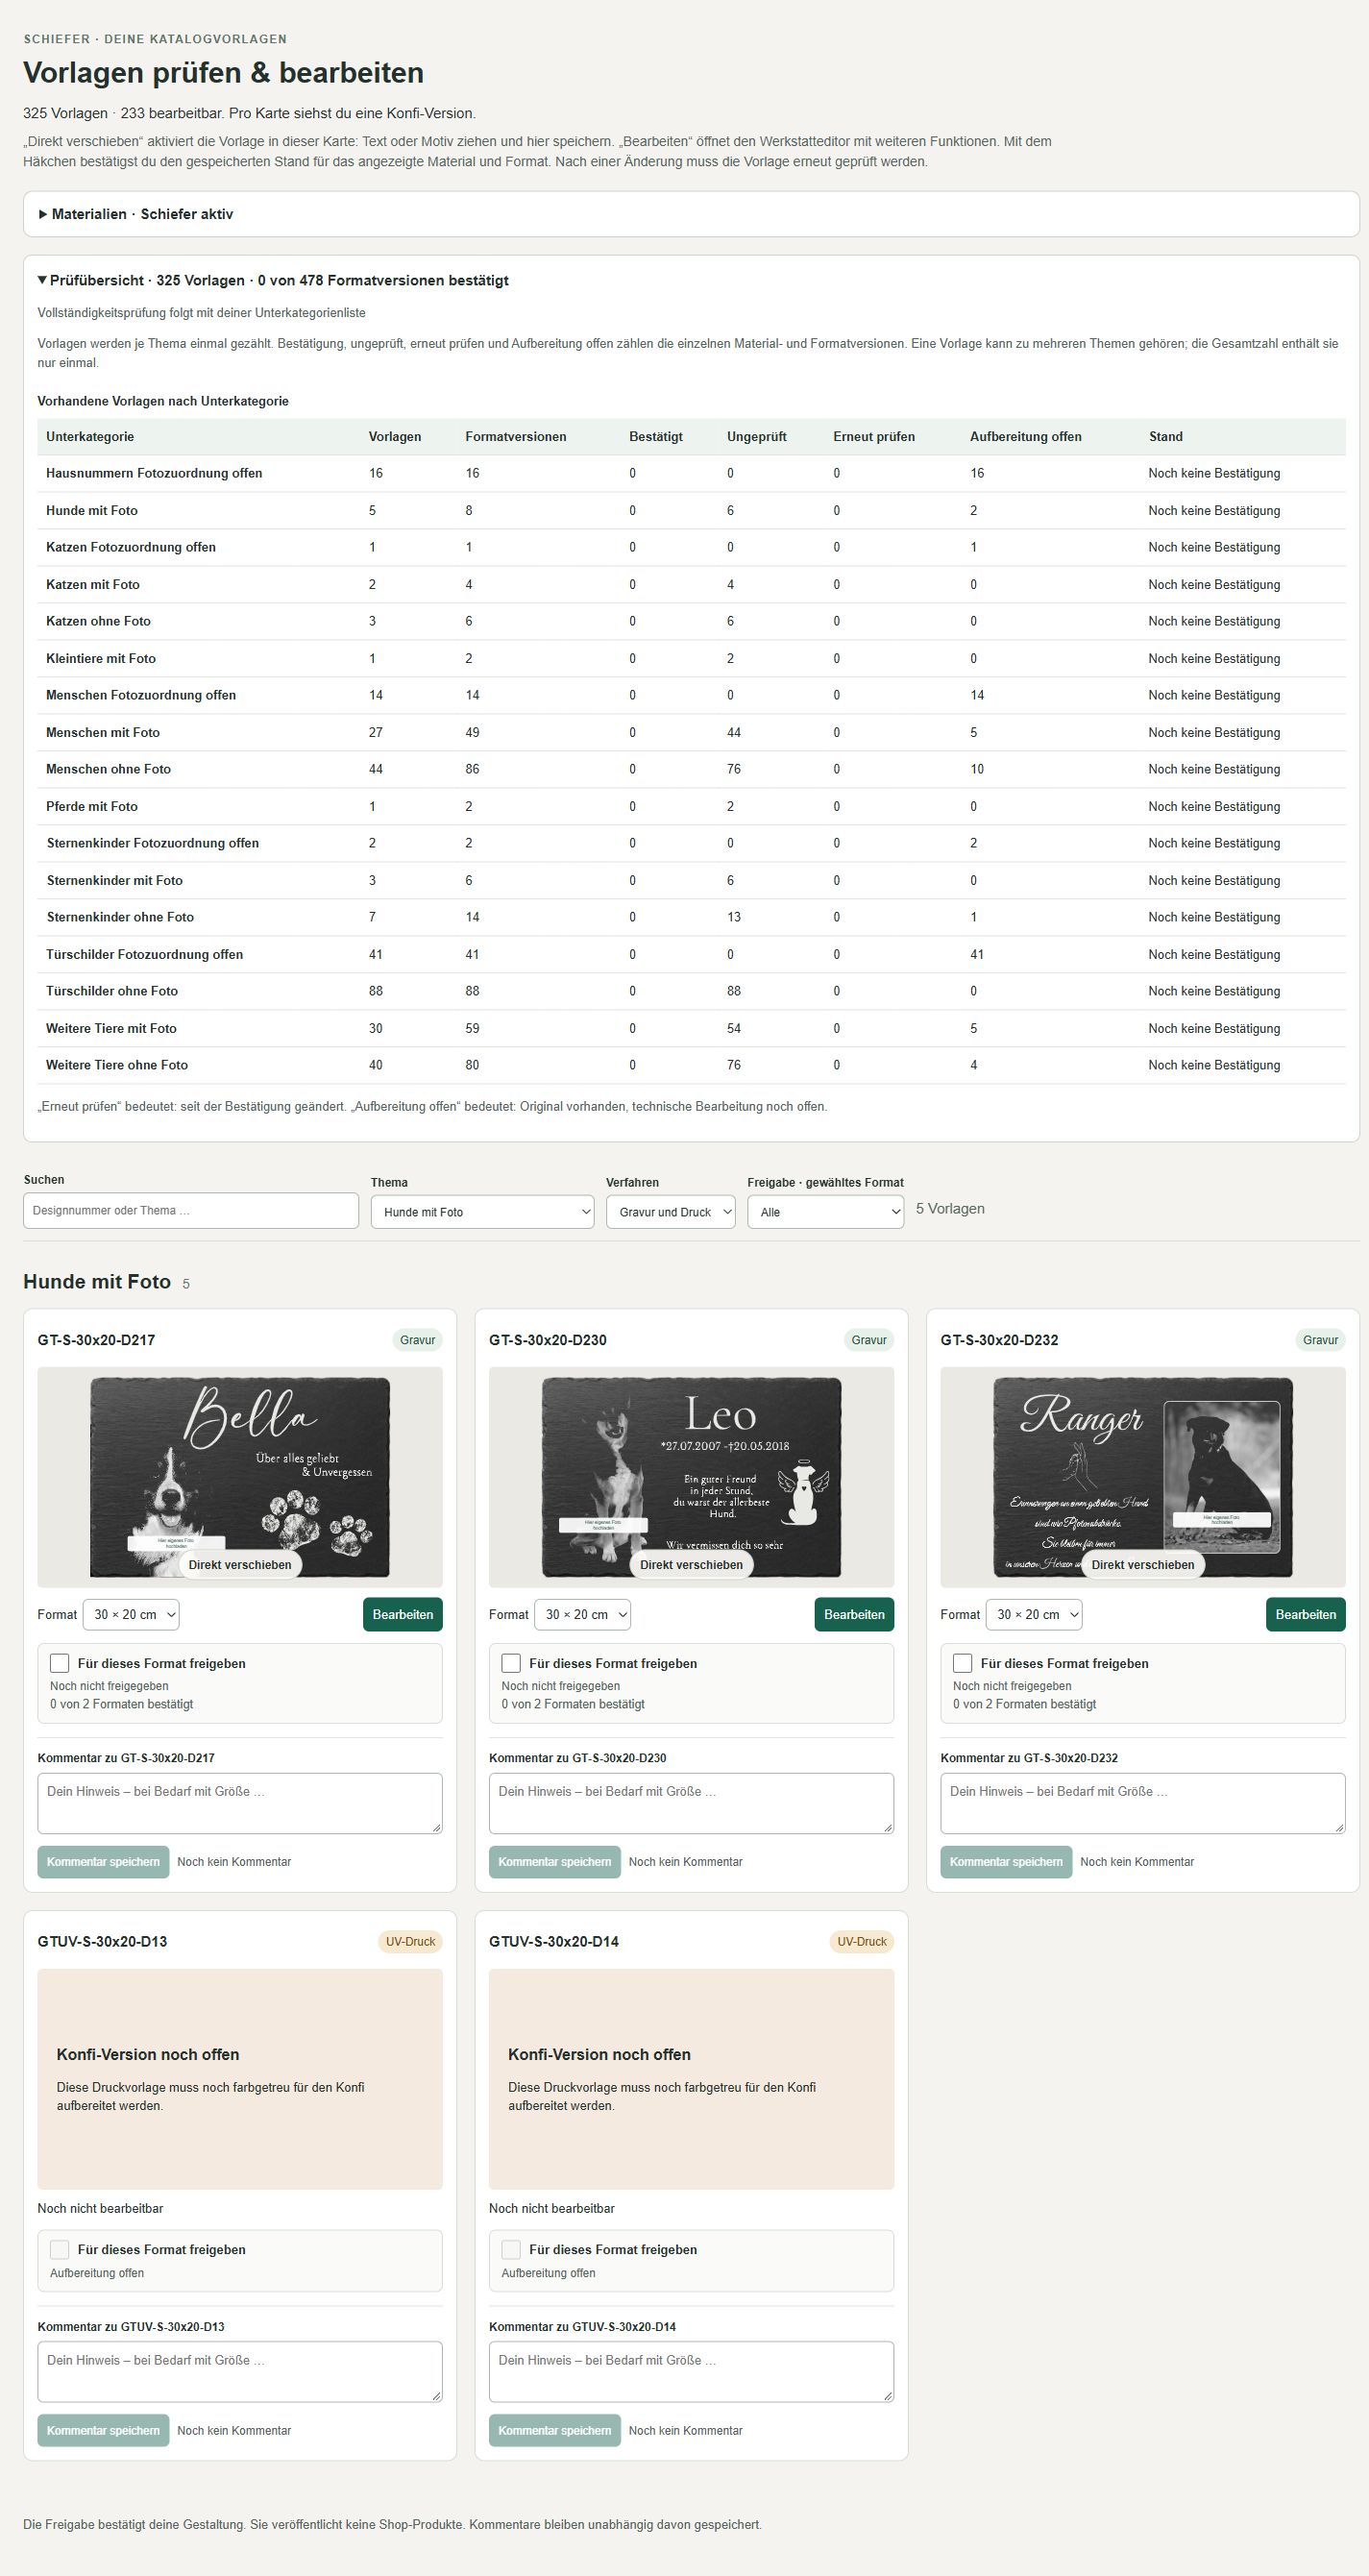 SCHIEFER · DEINE KATALOGVORLAGEN
Vorlagen prüfen & bearbeiten
325 Vorlagen · 233 bearbeitbar. Pro Karte siehst du eine Konfi-Version.
„Direkt verschieben“ aktiviert die Vorlage in dieser Karte: Text oder Motiv ziehen und hier speichern. „Bearbeiten“ öffnet den Werkstatteditor mit weiteren Funktionen. Mit dem
Häkchen bestätigst du den gespeicherten Stand für das angezeigte Material und Format. Nach einer Änderung muss die Vorlage erneut geprüft werden.
Materialien · Schiefer aktiv
Prüfübersicht · 325 Vorlagen · 0 von 478 Formatversionen bestätigt
Vollständigkeitsprüfung folgt mit deiner Unterkategorienliste
Vorlagen werden je Thema einmal gezählt. Bestätigung, ungeprüft, erneut prüfen und Aufbereitung offen zählen die einzelnen Material- und Formatversionen. Eine Vorlage kann zu mehreren Themen gehören; die Gesamtzahl enthält sie
nur einmal.
Vorhandene Vorlagen nach Unterkategorie
Unterkategorie Vorlagen Formatversionen Bestätigt Ungeprüft Erneut prüfen Aufbereitung offen Stand
Hausnummern Fotozuordnung offen 16 16 0 0 0 16 Noch keine Bestätigung
Hunde mit Foto 5 8 0 6 0 2 Noch keine Bestätigung
Katzen Fotozuordnung offen 1 1 0 0 0 1 Noch keine Bestätigung
Katzen mit Foto 2 4 0 4 0 0 Noch keine Bestätigung
Katzen ohne Foto 3 6 0 6 0 0 Noch keine Bestätigung
Kleintiere mit Foto 1 2 0 2 0 0 Noch keine Bestätigung
Menschen Fotozuordnung offen 14 14 0 0 0 14 Noch keine Bestätigung
Menschen mit Foto 27 49 0 44 0 5 Noch keine Bestätigung
Menschen ohne Foto 44 86 0 76 0 10 Noch keine Bestätigung
Pferde mit Foto 1 2 0 2 0 0 Noch keine Bestätigung
Sternenkinder Fotozuordnung offen 2 2 0 0 0 2 Noch keine Bestätigung
Sternenkinder mit Foto 3 6 0 6 0 0 Noch keine Bestätigung
Sternenkinder ohne Foto 7 14 0 13 0 1 Noch keine Bestätigung
Türschilder Fotozuordnung offen 41 41 0 0 0 41 Noch keine Bestätigung
Türschilder ohne Foto 88 88 0 88 0 0 Noch keine Bestätigung
Weitere Tiere mit Foto 30 59 0 54 0 5 Noch keine Bestätigung
Weitere Tiere ohne Foto 40 80 0 76 0 4 Noch keine Bestätigung
„Erneut prüfen“ bedeutet: seit der Bestätigung geändert. „Aufbereitung offen“ bedeutet: Original vorhanden, technische Bearbeitung noch offen.
Suchen Thema Verfahren Freigabe · gewähltes Format
Designnummer oder Thema ... Hunde mit Foto Gravur und Druck Alle 5 Vorlagen
Hunde mit Foto 5
GT-S-30x20-D217 Gravur
Bella
Über alles geliebt
& Unvergessen
Hier eigenes Foto
hochladen
Direkt verschieben
Format 30 × 20 cm Bearbeiten
Für dieses Format freigeben
Noch nicht freigegeben
0 von 2 Formaten bestätigt
Kommentar zu GT-S-30x20-D217
Dein Hinweis – bei Bedarf mit Größe ...
Kommentar speichern Noch kein Kommentar
GT-S-30x20-D230 Gravur
Leo
*27.07.2007 -†20.05.2018
Ein guter Freund
in jeder Stund,
du warst der allerbeste
Hund.
Wir vermissen dich so sehr
Hier eigenes Foto
hochladen
Direkt verschieben
Format 30 × 20 cm Bearbeiten
Für dieses Format freigeben
Noch nicht freigegeben
0 von 2 Formaten bestätigt
Kommentar zu GT-S-30x20-D230
Dein Hinweis – bei Bedarf mit Größe ...
Kommentar speichern Noch kein Kommentar
GT-S-30x20-D232 Gravur
Ranger
Erinnerungen an einen geliebten Hund
sind wie Pfotenabdrücke.
Sie bleiben für immer
in unseren Herzen
Hier eigenes Foto
hochladen
Direkt verschieben
Format 30 × 20 cm Bearbeiten
Für dieses Format freigeben
Noch nicht freigegeben
0 von 2 Formaten bestätigt
Kommentar zu GT-S-30x20-D232
Dein Hinweis – bei Bedarf mit Größe ...
Kommentar speichern Noch kein Kommentar
GTUV-S-30x20-D13 UV-Druck
Konfi-Version noch offen
Diese Druckvorlage muss noch farbgetreu für den Konfi
aufbereitet werden.
Noch nicht bearbeitbar
Für dieses Format freigeben
Aufbereitung offen
Kommentar zu GTUV-S-30x20-D13
Dein Hinweis – bei Bedarf mit Größe ...
Kommentar speichern Noch kein Kommentar
GTUV-S-30x20-D14 UV-Druck
Konfi-Version noch offen
Diese Druckvorlage muss noch farbgetreu für den Konfi
aufbereitet werden.
Noch nicht bearbeitbar
Für dieses Format freigeben
Aufbereitung offen
Kommentar zu GTUV-S-30x20-D14
Dein Hinweis – bei Bedarf mit Größe ...
Kommentar speichern Noch kein Kommentar
Die Freigabe bestätigt deine Gestaltung. Sie veröffentlicht keine Shop-Produkte. Kommentare bleiben unabhängig davon gespeichert.